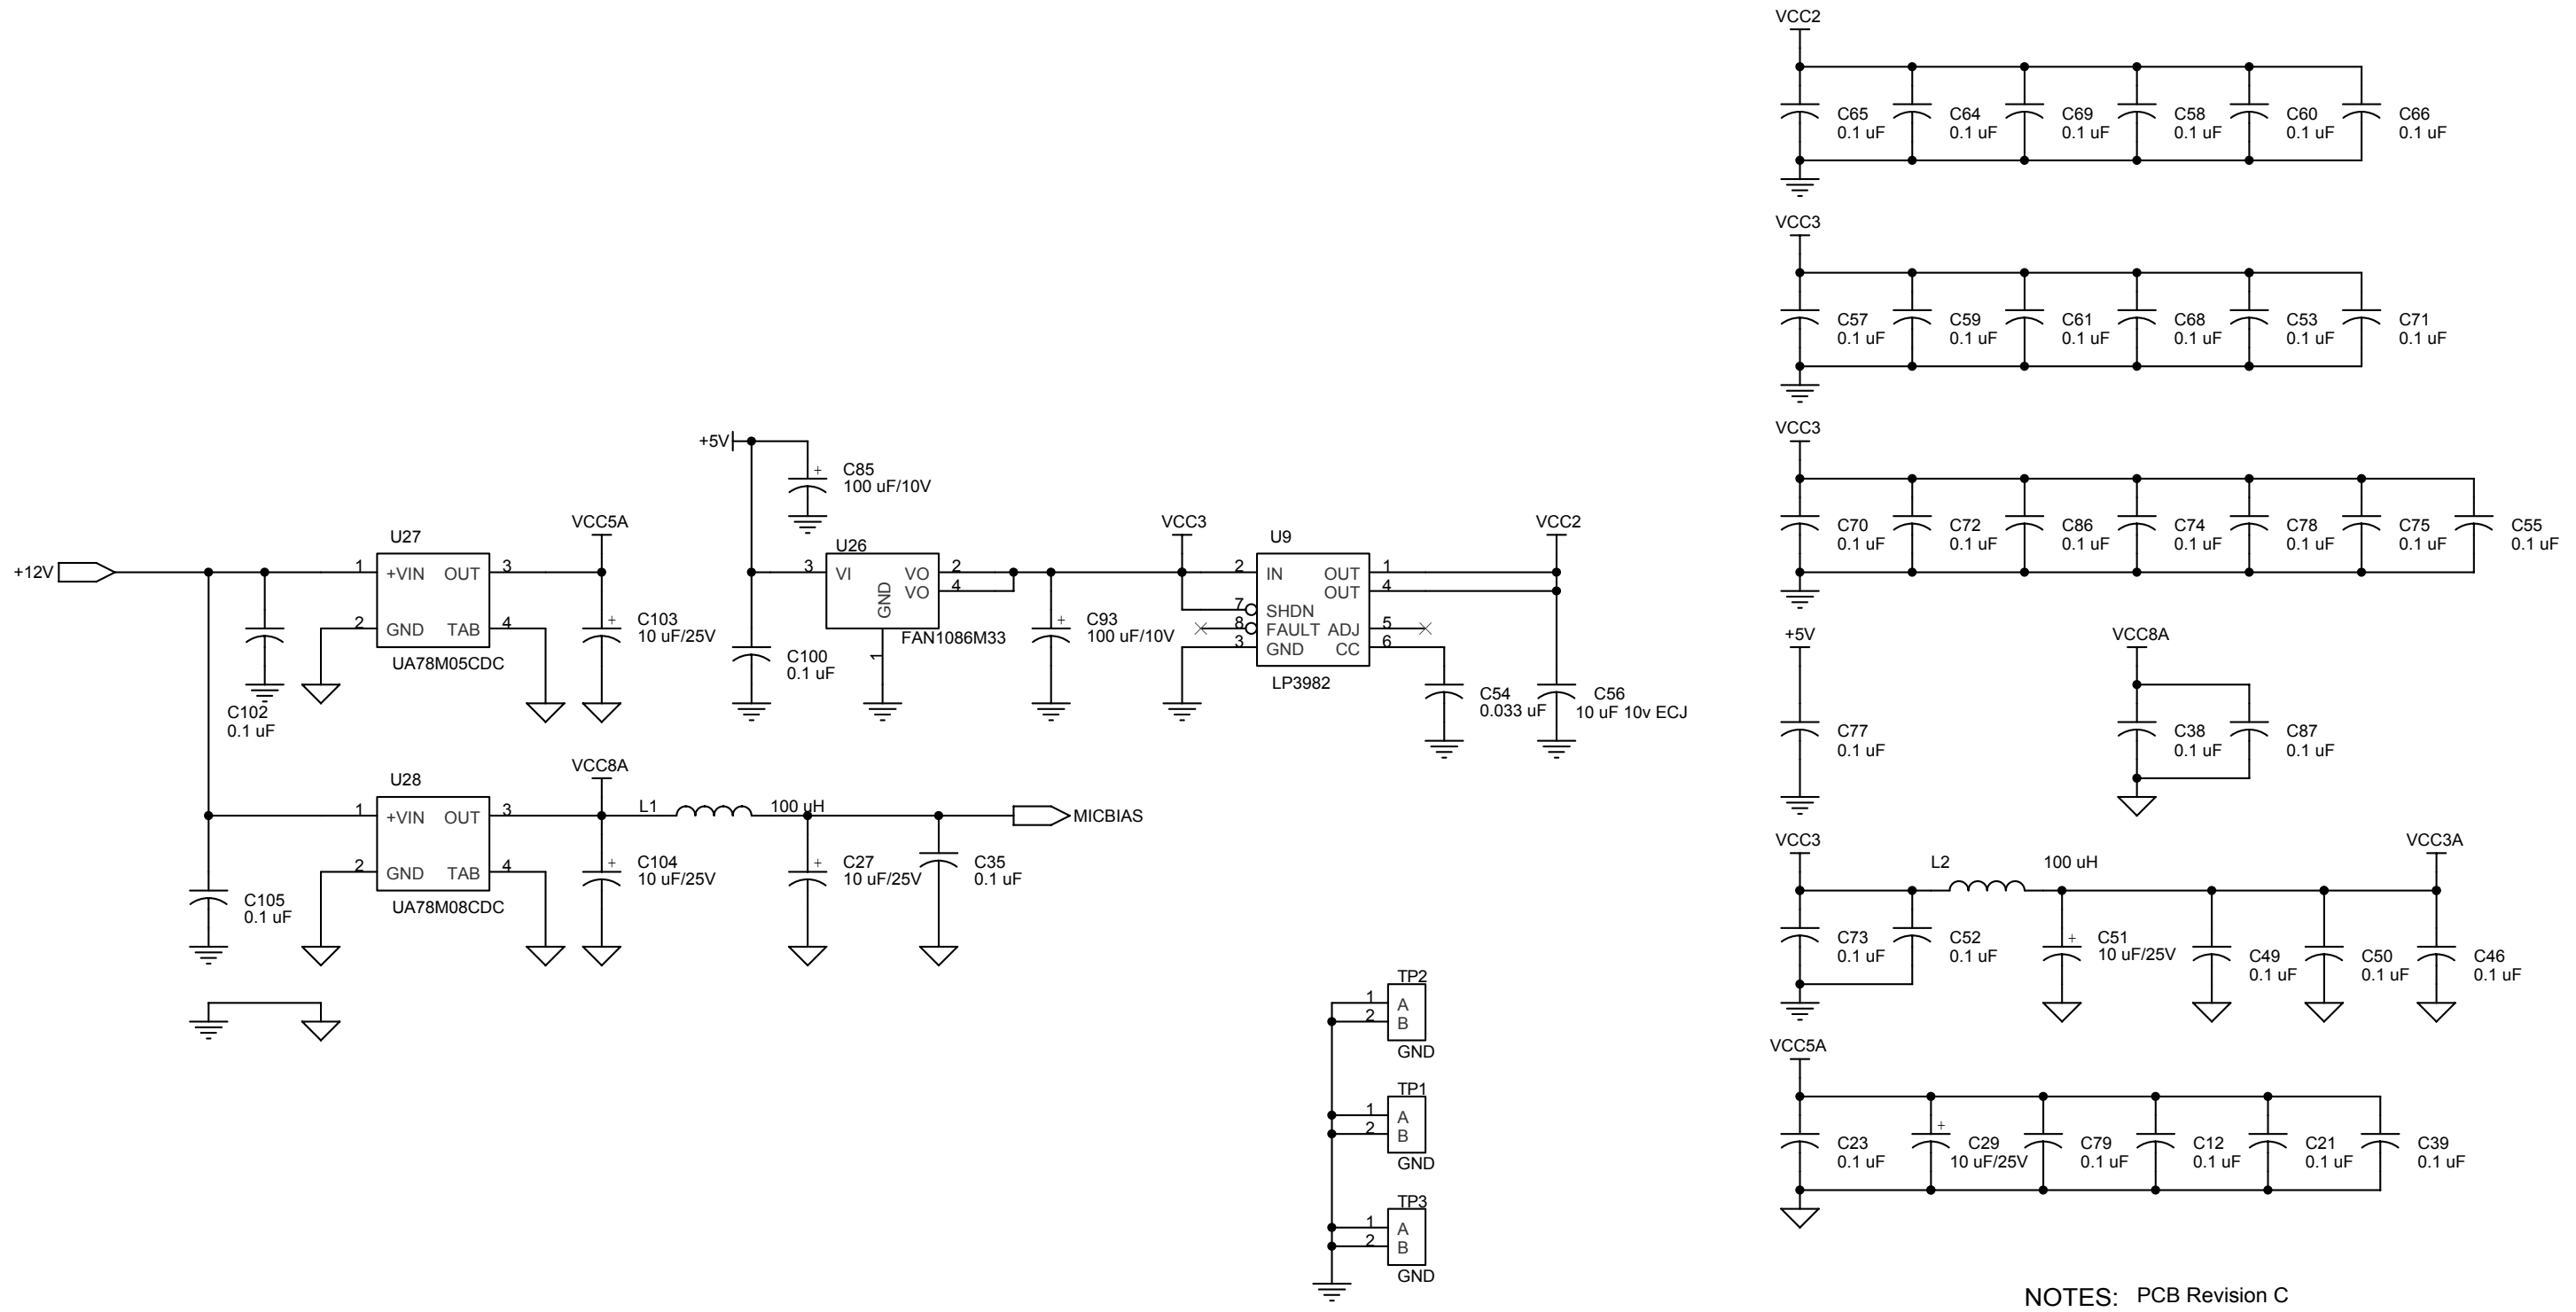 VCC2
C65 C64 C69 C58 C60 C66
0.1 uF 0.1 uF 0.1 uF 0.1 uF 0.1 uF 0.1 uF
VCC3
C57 C59 C61 C68 C53 C71
0.1 uF 0.1 uF 0.1 uF 0.1 uF 0.1 uF 0.1 uF
VCC3
C70 C72 C86 C74 C78 C75 C55
0.1 uF 0.1 uF 0.1 uF 0.1 uF 0.1 uF 0.1 uF 0.1 uF
+5V
C77
0.1 uF
VCC8A
C38 C87
0.1 uF 0.1 uF
VCC3 VCC3A
L2 100 uH
C73 C52 C51 C49 C50 C46
0.1 uF 0.1 uF 10 uF/25V 0.1 uF 0.1 uF 0.1 uF
VCC5A
C23 C29 C79 C12 C21 C39
0.1 uF 10 uF/25V 0.1 uF 0.1 uF 0.1 uF 0.1 uF
+12V
U27
1 +VIN OUT 3
2 GND TAB 4
UA78M05CDC
VCC5A
+ C103
10 uF/25V
C102
0.1 uF
+5V
+ C85
100 uF/10V
U26
3 VI VO 2
VO 4
GND
1
FAN1086M33
C100
0.1 uF
+ C93
100 uF/10V
VCC3
U9
2 IN OUT 1
OUT 4
7 SHDN
8 FAULT ADJ 5
3 GND CC 6
LP3982
VCC2
C54
0.033 uF
C56
10 uF 10v ECJ
U28
1 +VIN OUT 3
2 GND TAB 4
UA78M08CDC
C105
0.1 uF
VCC8A
+ C104
10 uF/25V
L1 100 uH
+ C27
10 uF/25V
C35
0.1 uF
MICBIAS
TP2
1 A
2 B
GND
TP1
1 A
2 B
GND
TP3
1 A
2 B
GND
+
+
NOTES: PCB Revision C